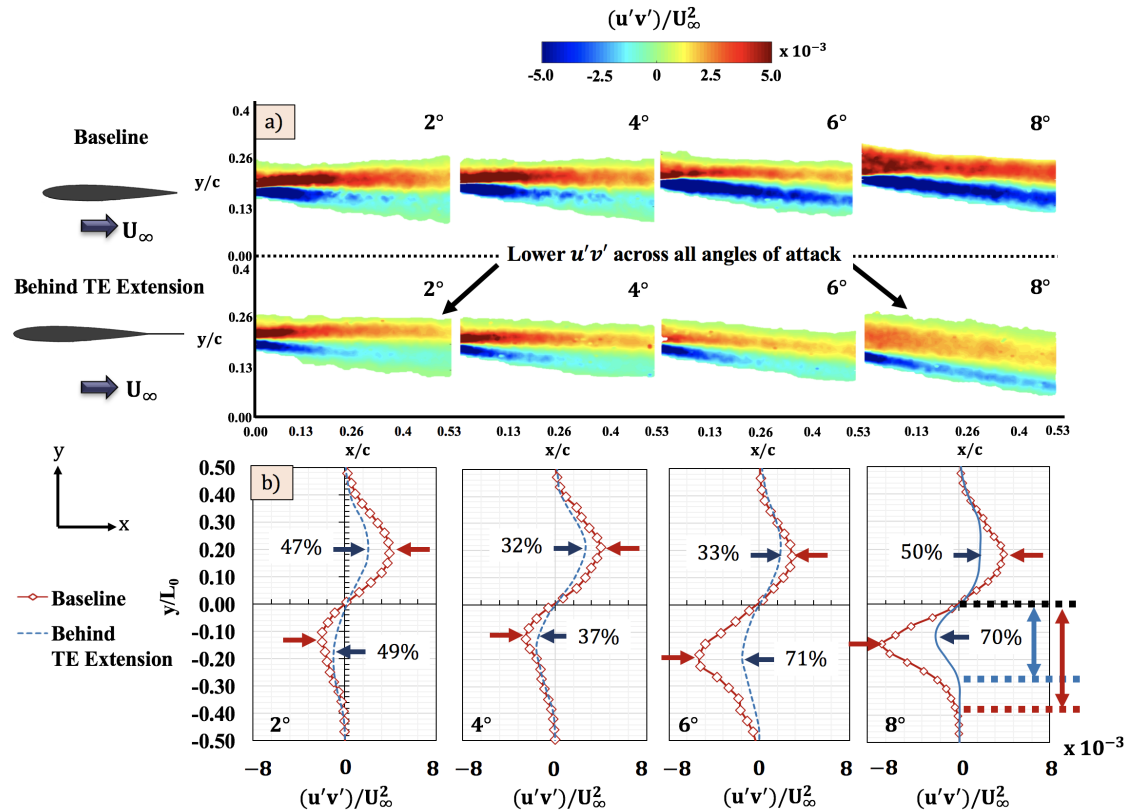 (u′v′)/U∞²
x 10⁻³
-5.0 -2.5 0 2.5 5.0
a)
Baseline
U∞
y/c
0.4
0.26
0.13
0.00
2° 4° 6° 8°
Lower u′v′ across all angles of attack
Behind TE Extension
U∞
y/c
0.4
0.26
0.13
0.00
2° 4° 6° 8°
0.00 0.13 0.26 0.4 0.53 0.13 0.26 0.4 0.53 0.13 0.26 0.4 0.53 0.13 0.26 0.4 0.53
x/c x/c x/c x/c
y
x
b)
y/L₀
0.50
0.40
0.30
0.20
0.10
0.00
-0.10
-0.20
-0.30
-0.40
-0.50
47% 32% 33% 50%
Baseline
Behind
TE Extension
49% 37% 71% 70%
2° 4° 6° 8°
x 10⁻³
−8 0 8 −8 0 8 −8 0 8 −8 0 8
(u′v′)/U∞² (u′v′)/U∞² (u′v′)/U∞² (u′v′)/U∞²